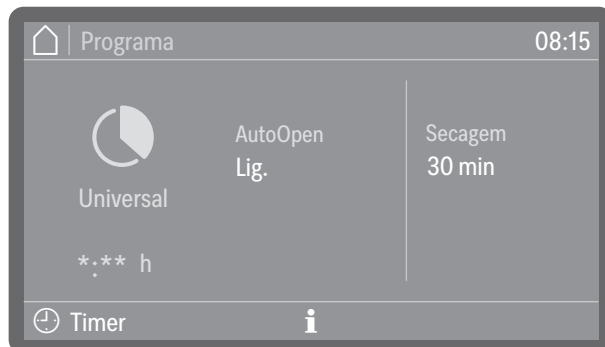 Programa 08:15
AutoOpen
Lig.
Secagem
30 min
Universal
*:** h
Timer i